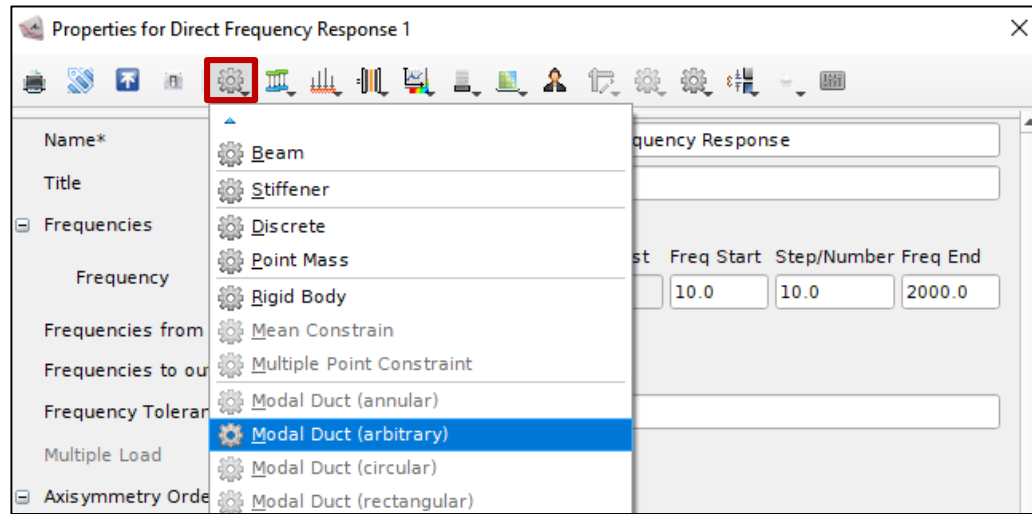 Properties for Direct Frequency Response 1
Name*
quency Response
Title
Frequencies
Frequency
st Freq Start Step/Number Freq End
10.0 10.0 2000.0
Frequencies from
Frequencies to ou
Frequency Toleran
Multiple Load
Axisymmetry Orde
Beam
Stiffener
Discrete
Point Mass
Rigid Body
Mean Constrain
Multiple Point Constraint
Modal Duct (annular)
Modal Duct (arbitrary)
Modal Duct (circular)
Modal Duct (rectangular)